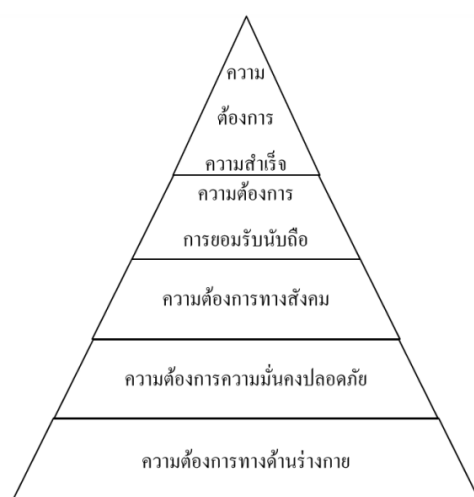 ความ
ต้องการ
ความสำเร็จ
ความต้องการ
การยอมรับนับถือ
ความต้องการทางสังคม
ความต้องการความมั่นคงปลอดภัย
ความต้องการทางด้านร่างกาย